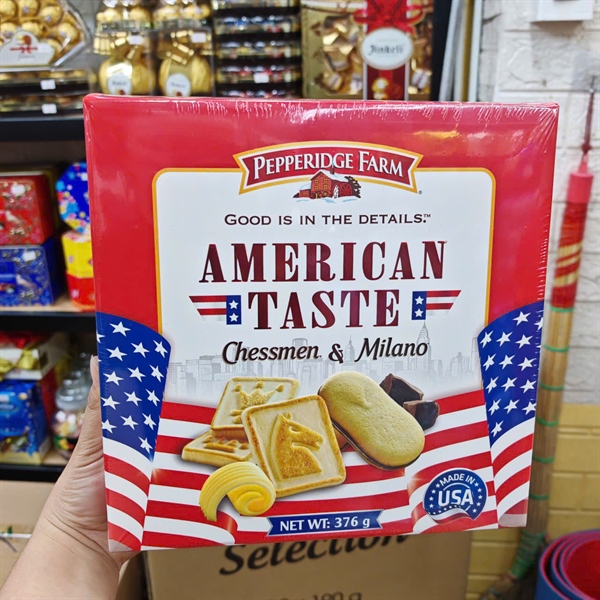 Jinkeli
PEPPERIDGE FARM
GOOD IS IN THE DETAILS.™
AMERICAN
TASTE
Chessmen & Milano
MADE IN
USA
NET WT: 376 g
Selection